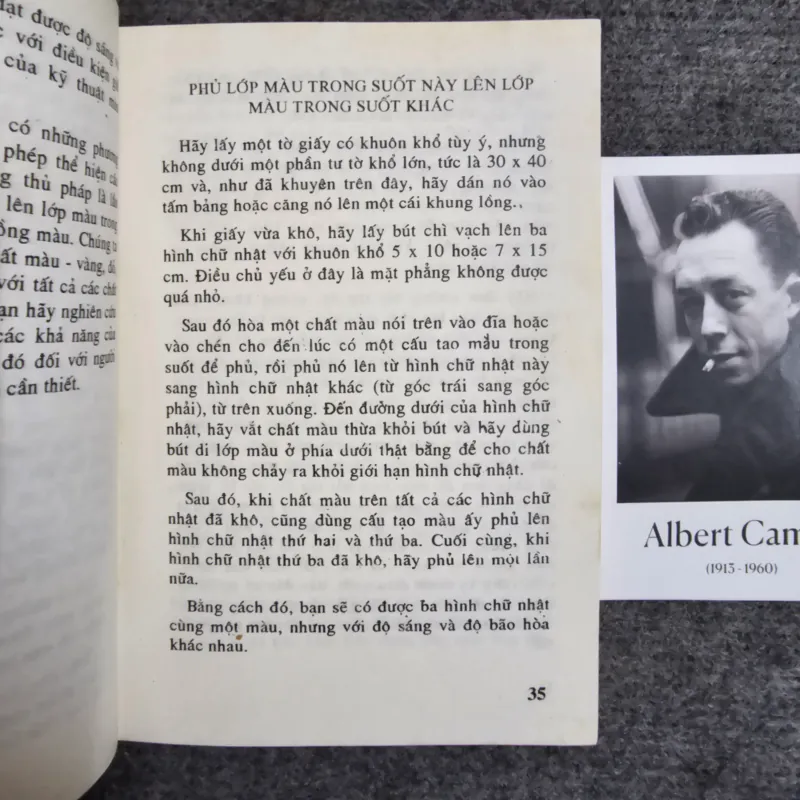 đạt được độ sáng
với điều kiện
của kỹ thuật
có những phương
phép thể hiện
thủ pháp là
lên lớp màu trong
màu. Chúng
màu - vàng, đỏ,
với tất cả các chất
hãy nghiên cứu
các khả năng của
đó đối với người
cần thiết.
PHỦ LỚP MÀU TRONG SUỐT NÀY LÊN LỚP
MÀU TRONG SUỐT KHÁC
Hãy lấy một tờ giấy có khuôn khổ tùy ý, nhưng
không dưới một phần tư tờ khổ lớn, tức là 30 x 40
cm và, như đã khuyên trên đây, hãy dán nó vào
tấm bảng hoặc căng nó lên một cái khung lồng.
Khi giấy vừa khô, hãy lấy bút chì vạch lên ba
hình chữ nhật với khuôn khổ 5 x 10 hoặc 7 x 15
cm. Điều chủ yếu ở đây là mặt phẳng không được
quá nhỏ.
Sau đó hòa một chất màu nói trên vào đĩa hoặc
vào chén cho đến lúc có một cấu tao mẩu trong
suốt để phủ, rồi phủ nó lên từ hình chữ nhật này
sang hình chữ nhật khác (từ góc trái sang góc
phải), từ trên xuống. Đến đường dưới của hình chữ
nhật, hãy vắt chất màu thừa khỏi bút và hãy dùng
bút di lớp màu ở phía dưới thật bằng để cho chất
màu không chảy ra khỏi giới hạn hình chữ nhật.
Sau đó, khi chất màu trên tất cả các hình chữ
nhật đã khô, cũng dùng cấu tạo màu ấy phủ lên
hình chữ nhật thứ hai và thứ ba. Cuối cùng, khi
hình chữ nhật thứ ba đã khô, hãy phủ lên một lần
nữa.
Bằng cách đó, bạn sẽ có được ba hình chữ nhật
cùng một màu, nhưng với độ sáng và độ bão hòa
khác nhau.
35
Albert Cam
(1913-1960)